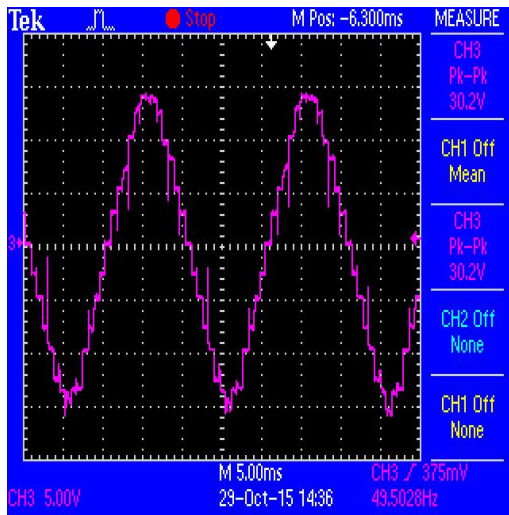 Tek Stop M Pos: -6.300ms MEASURE
CH3
Pk-Pk
30.2V
CH1 Off
Mean
CH3
Pk-Pk
30.2V
CH2 Off
None
CH1 Off
None
3
M 5.00ms CH3 / 375mV
CH3 5.00V 29-Oct-15 14:36 49.5028Hz